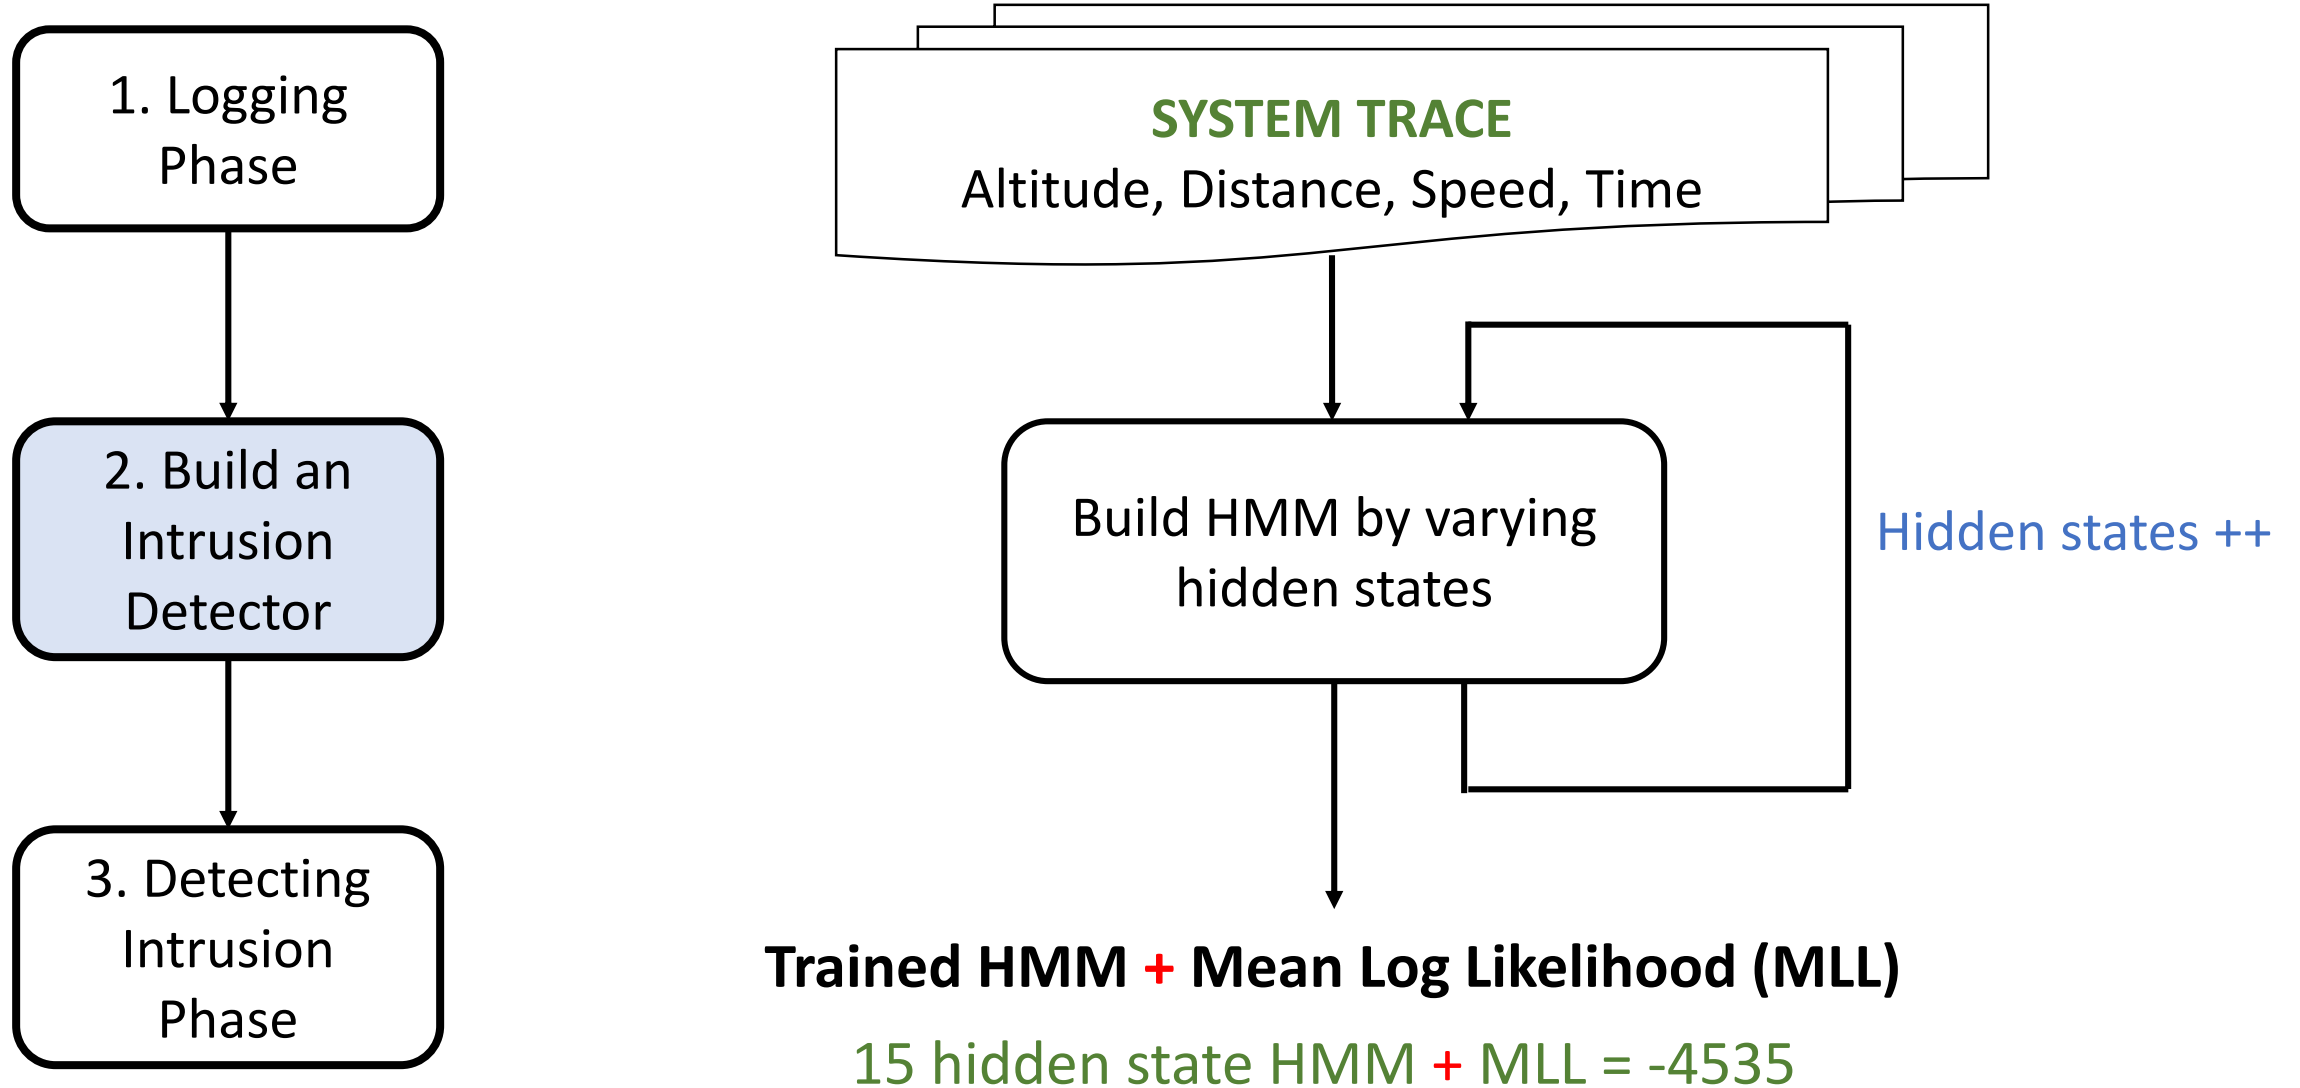 1. Logging
Phase
2. Build an
Intrusion
Detector
3. Detecting
Intrusion
Phase
SYSTEM TRACE
Altitude, Distance, Speed, Time
Build HMM by varying
hidden states
Hidden states ++
Trained HMM + Mean Log Likelihood (MLL)
15 hidden state HMM + MLL = -4535